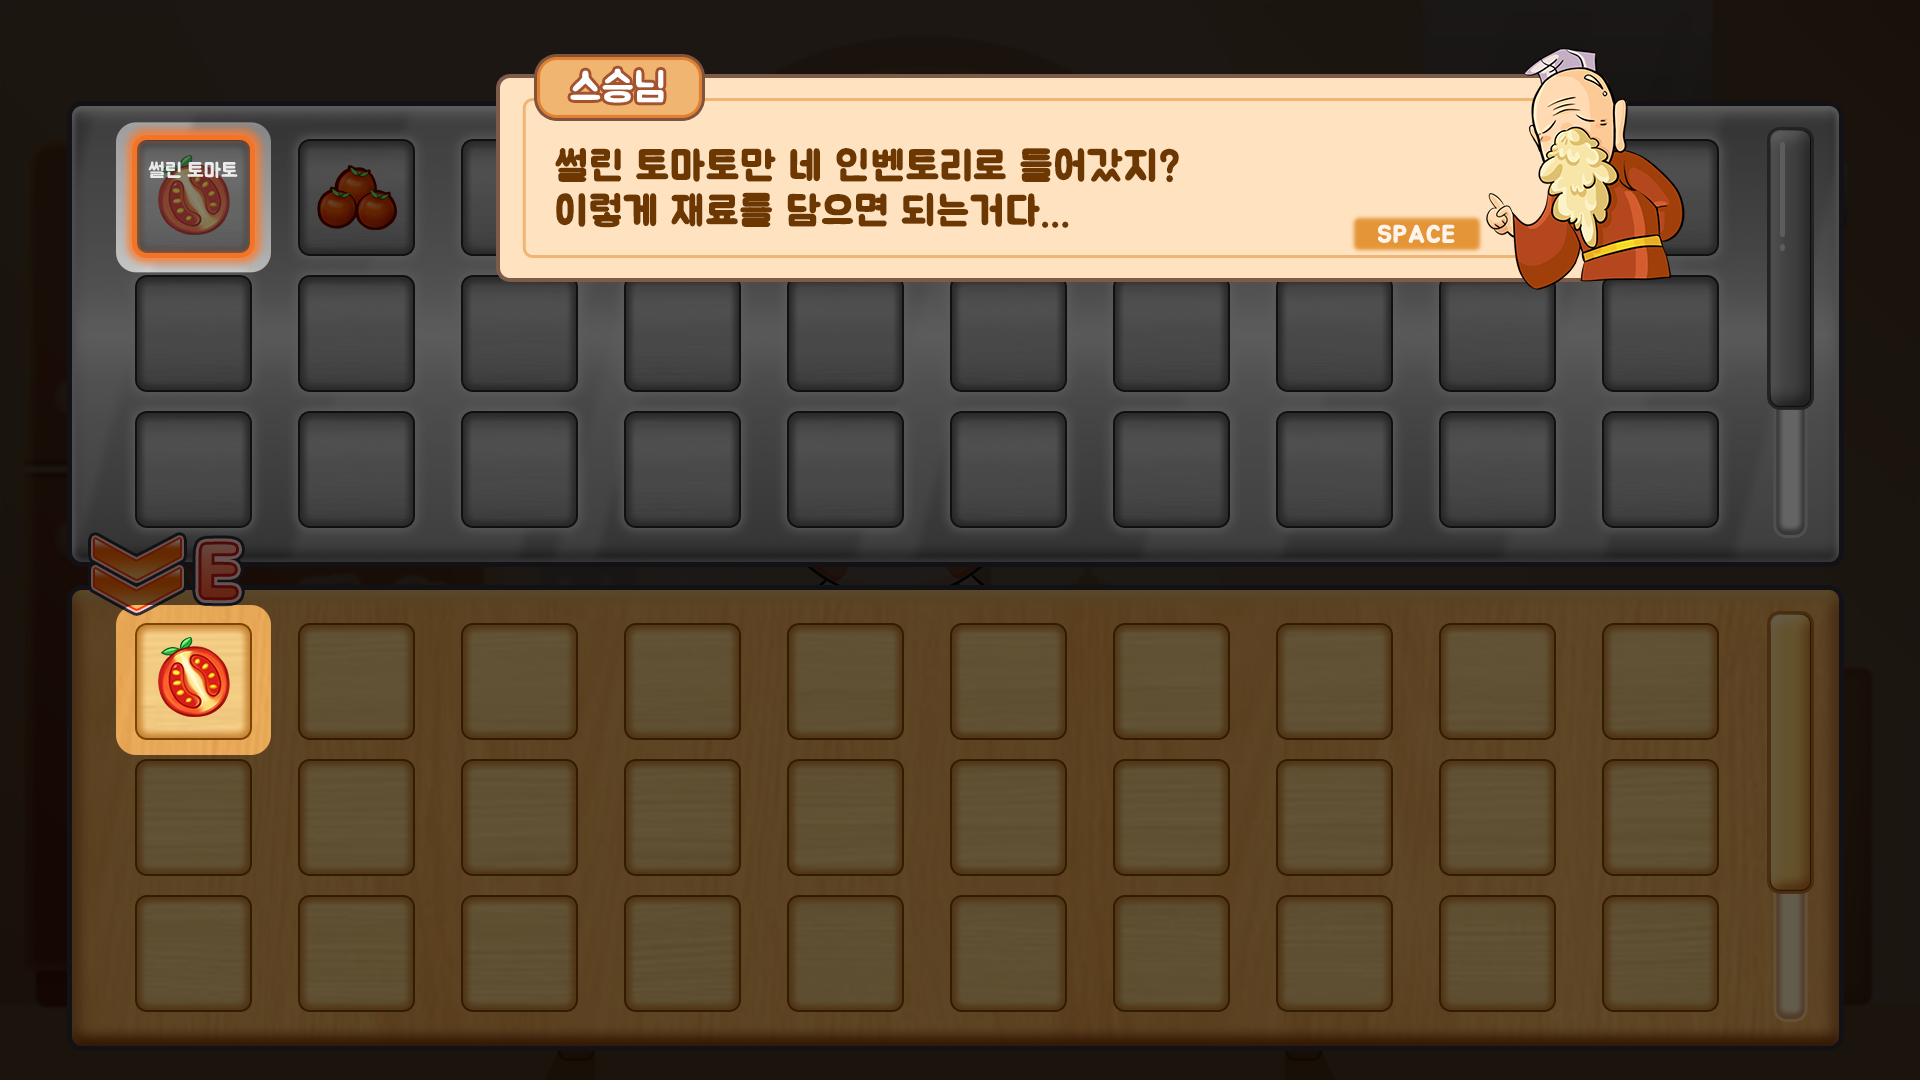 스승님
썰린 토마토만 네 인벤토리로 들어갔지?
이렇게 재료를 담으면 되는거다...
SPACE
썰린 토마토
E